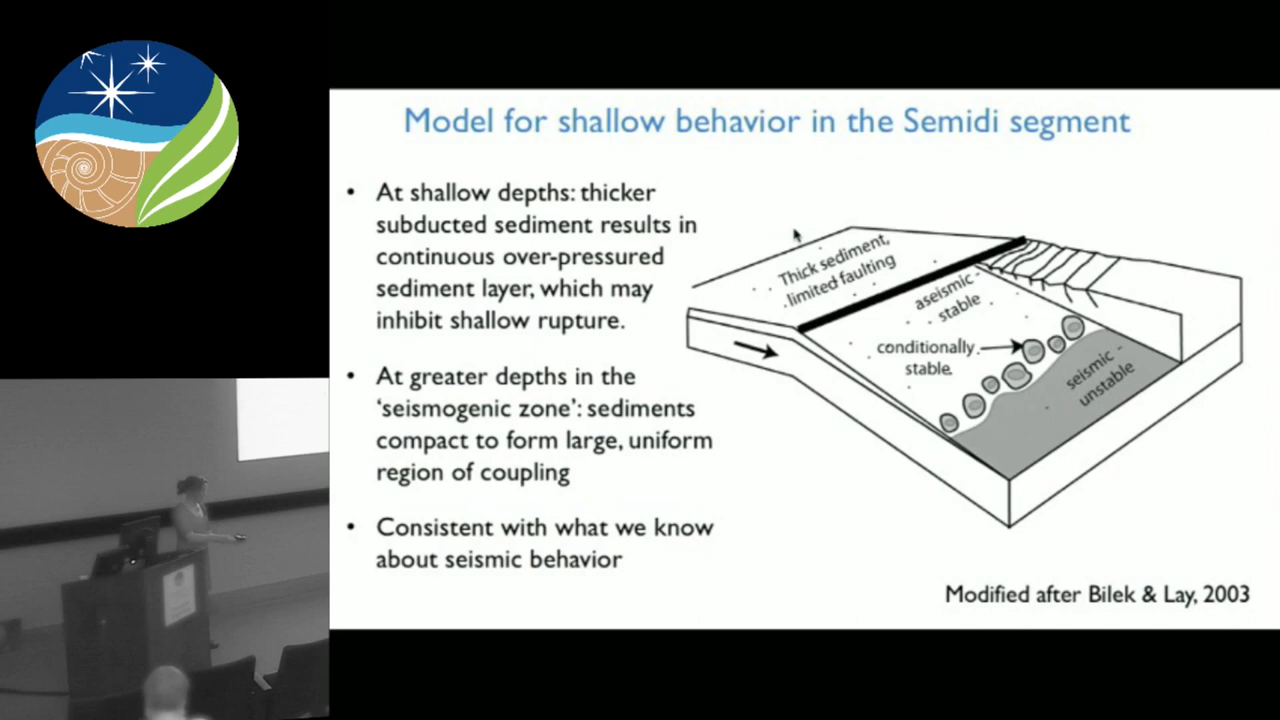 Model for shallow behavior in the Semidi segment
• At shallow depths: thicker
subducted sediment results in
continuous over-pressured
sediment layer, which may
inhibit shallow rupture.
• At greater depths in the
‘seismogenic zone’: sediments
compact to form large, uniform
region of coupling
• Consistent with what we know
about seismic behavior
Thick sediment,
limited faulting
aseismic -
stable
conditionally
stable
seismic -
unstable
Modified after Bilek & Lay, 2003